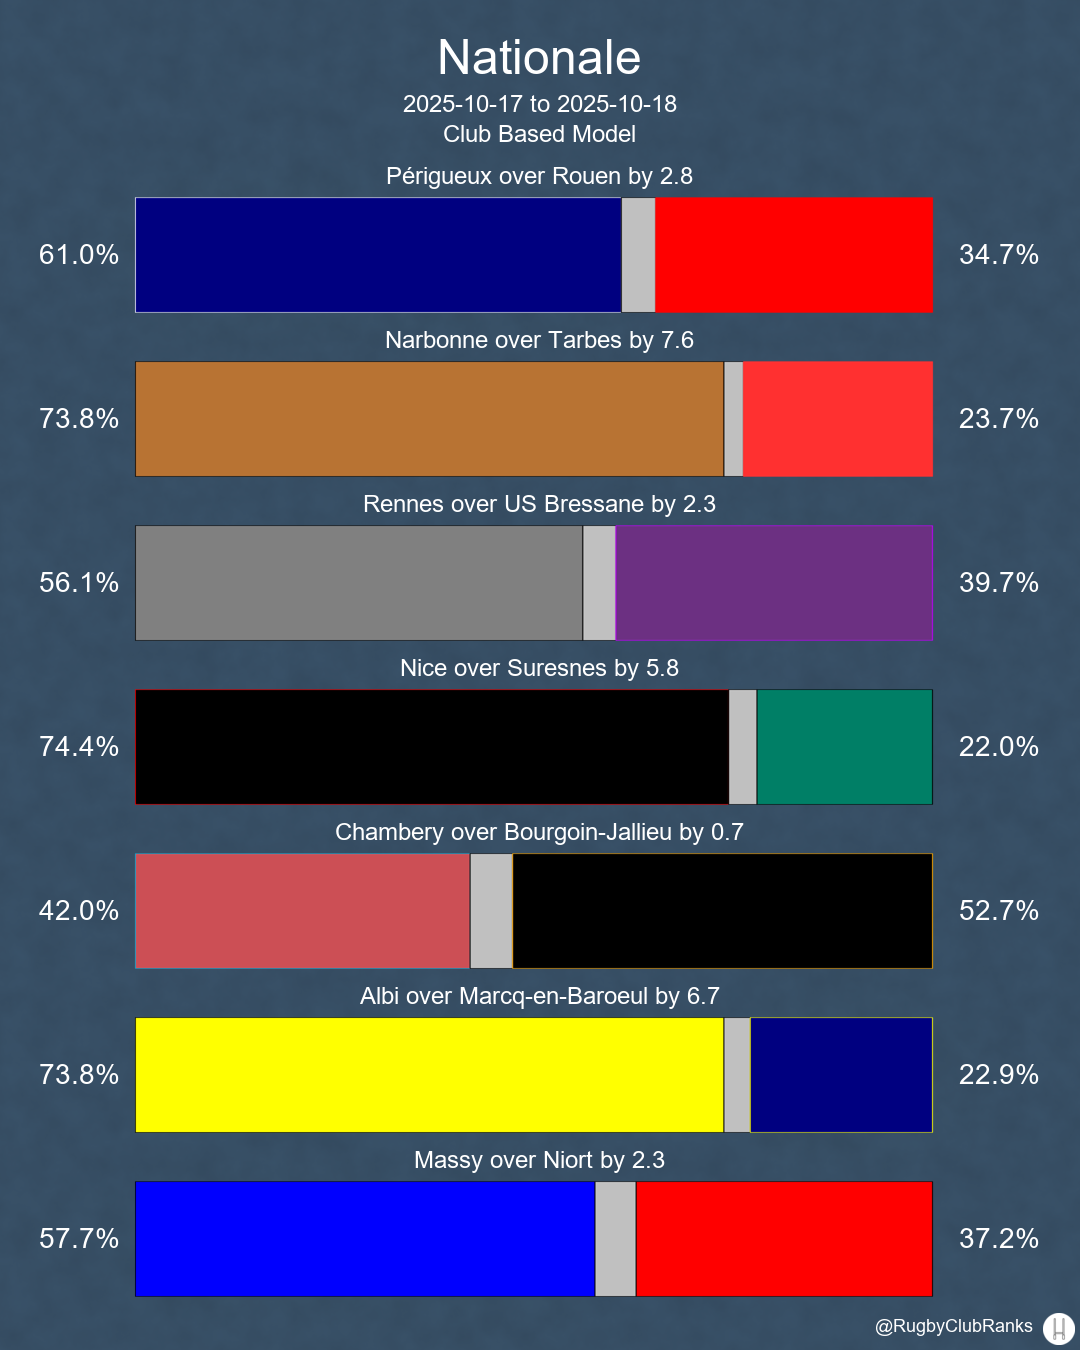 Nationale
2025-10-17 to 2025-10-18
Club Based Model
Périgueux over Rouen by 2.8
61.0% 34.7%
Narbonne over Tarbes by 7.6
73.8% 23.7%
Rennes over US Bressane by 2.3
56.1% 39.7%
Nice over Suresnes by 5.8
74.4% 22.0%
Chambery over Bourgoin-Jallieu by 0.7
42.0% 52.7%
Albi over Marcq-en-Baroeul by 6.7
73.8% 22.9%
Massy over Niort by 2.3
57.7% 37.2%
@RugbyClubRanks